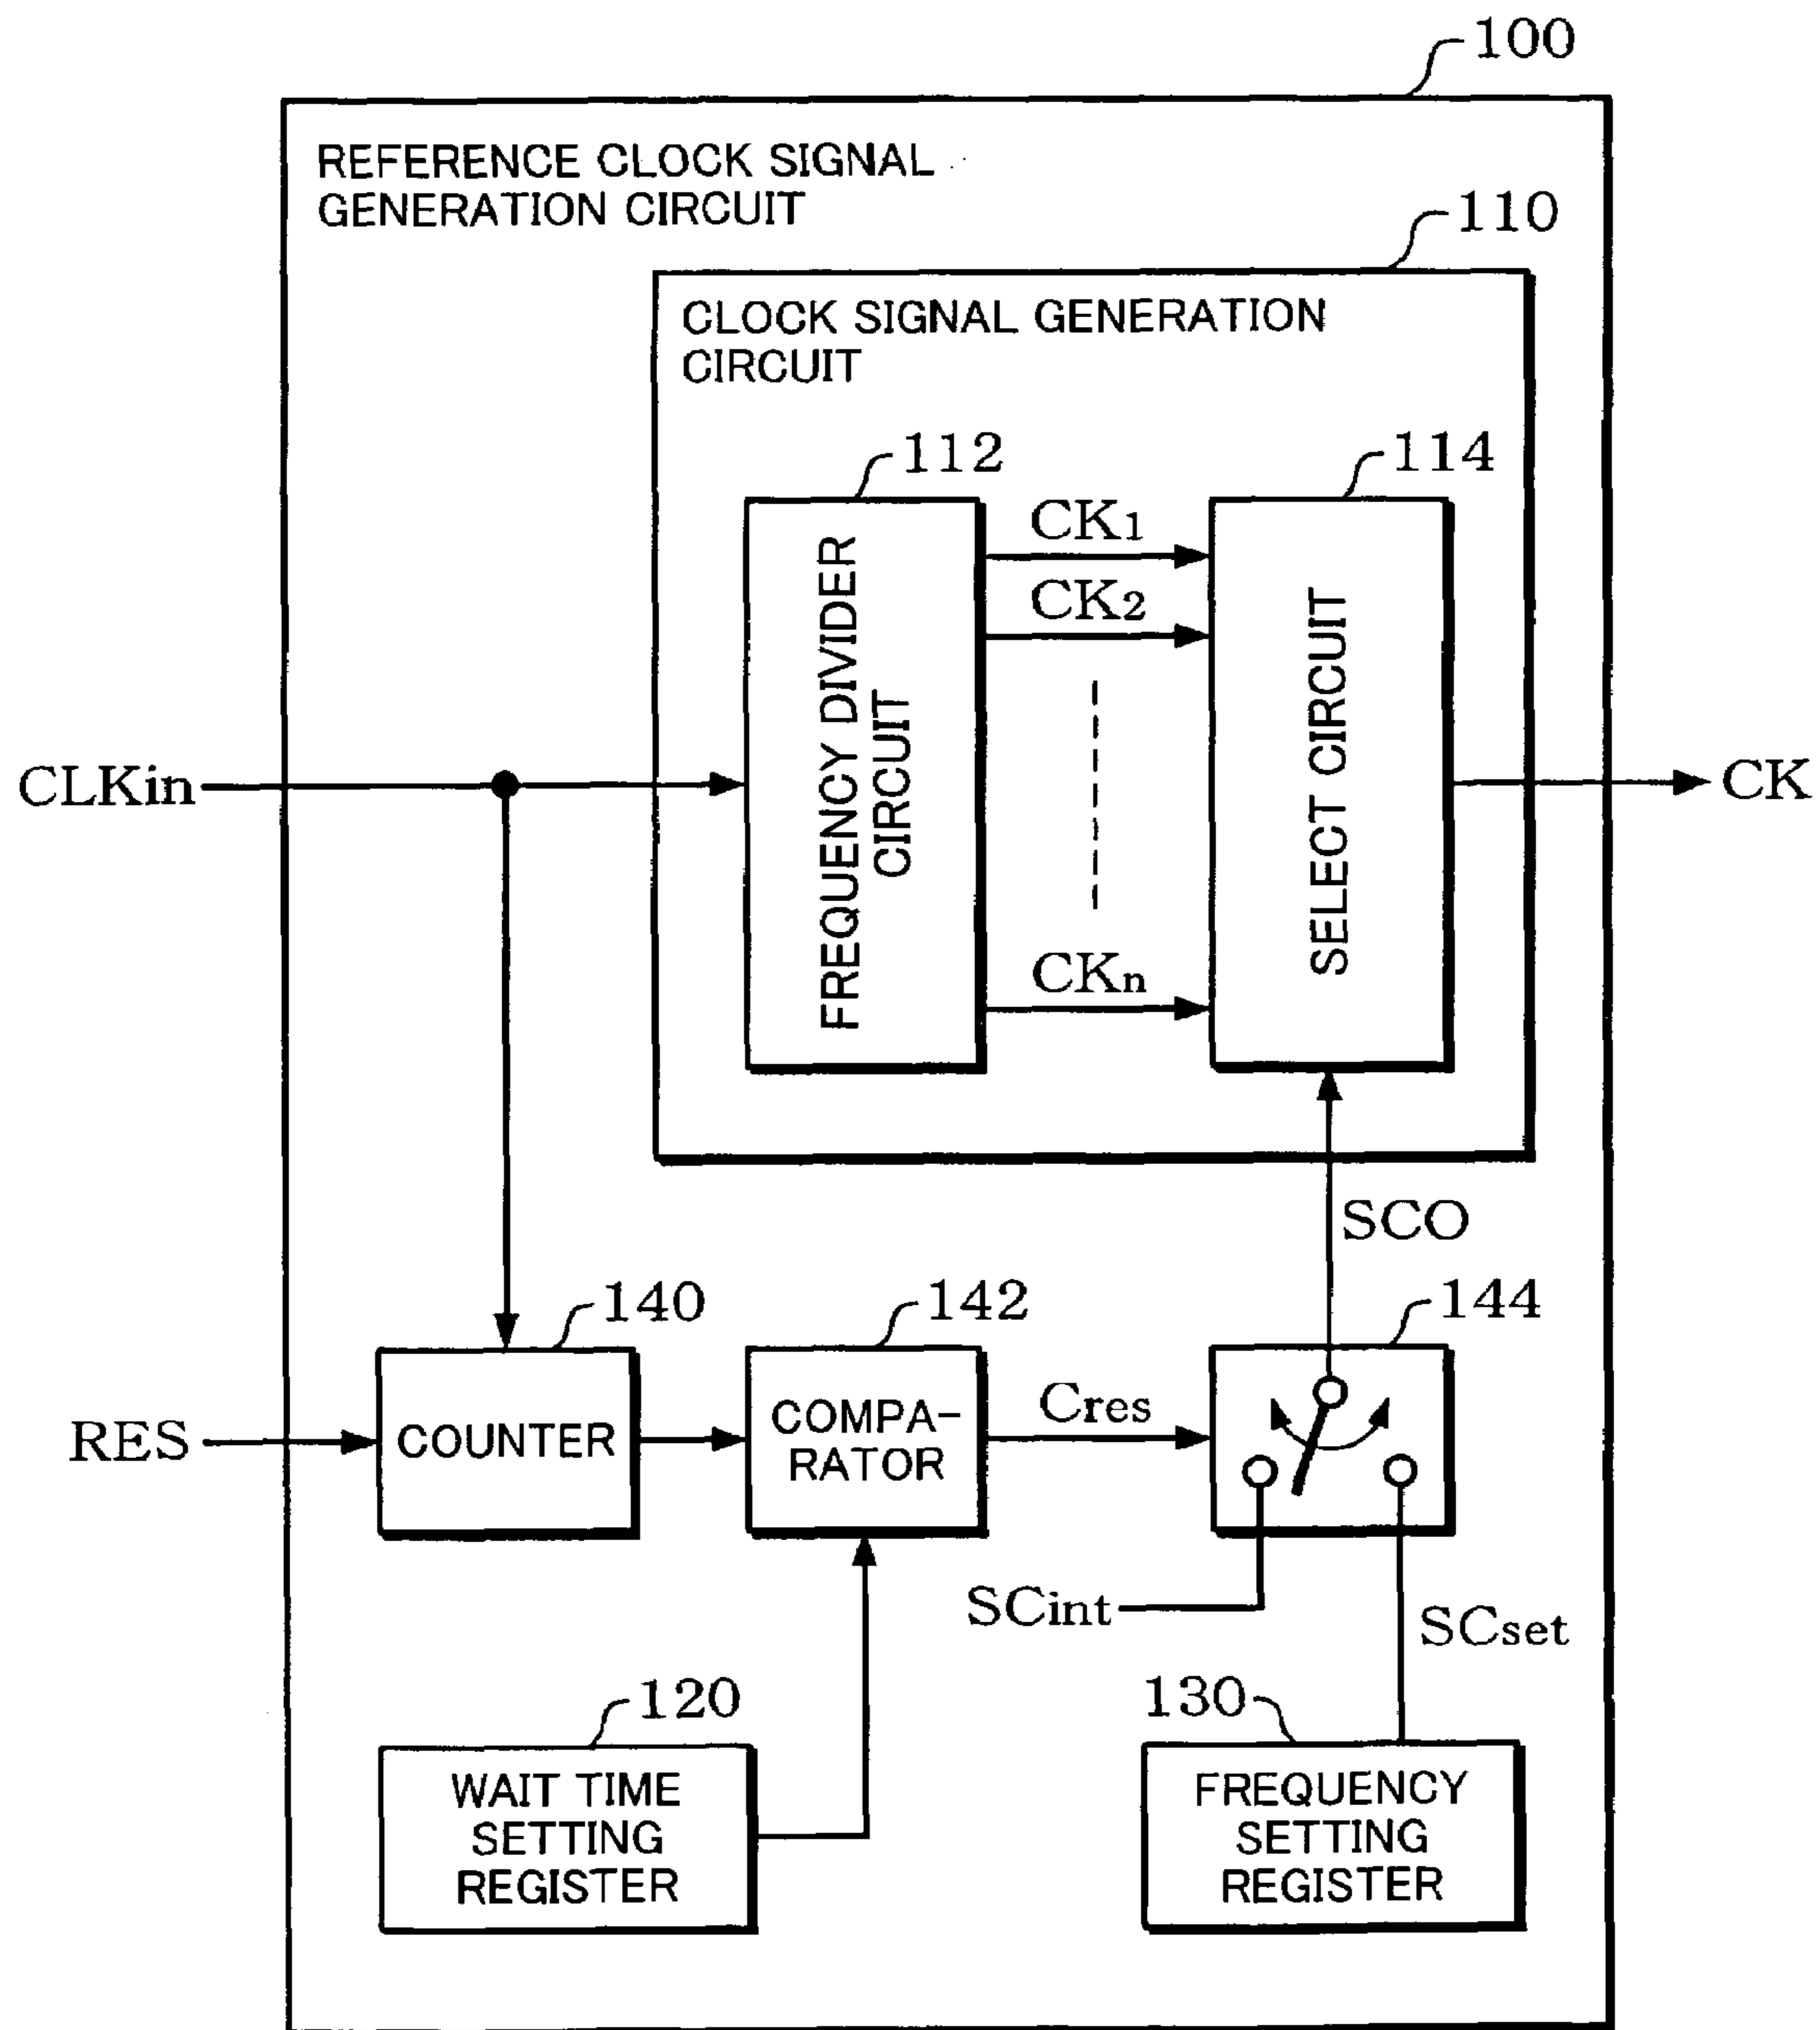 100
REFERENCE CLOCK SIGNAL
GENERATION CIRCUIT
110
CLOCK SIGNAL GENERATION
CIRCUIT
112
114
FREQUENCY DIVIDER
CIRCUIT
CK1
CK2
CKn
SELECT CIRCUIT
CLKin
CK
SCO
140
142
144
RES
COUNTER
COMPA-
RATOR
Cres
SCint
SCset
120
130
WAIT TIME
SETTING
REGISTER
FREQUENCY
SETTING
REGISTER